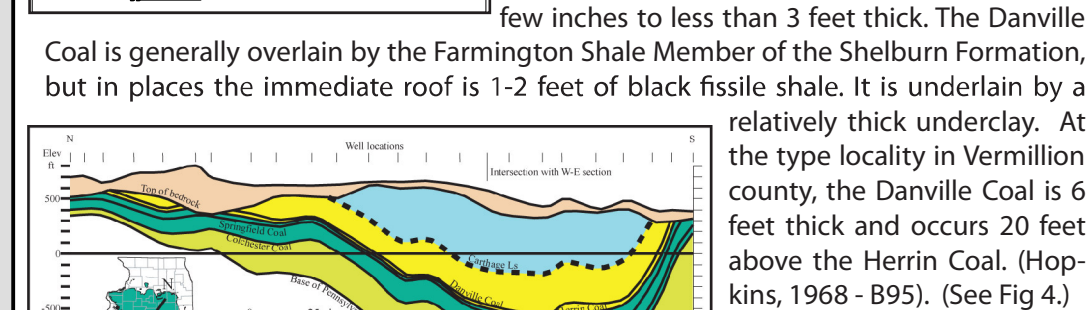 few inches to less than 3 feet thick. The Danville
Coal is generally overlain by the Farmington Shale Member of the Shelburn Formation,
but in places the immediate roof is 1-2 feet of black fissile shale. It is underlain by a
relatively thick underclay. At
the type locality in Vermillion
county, the Danville Coal is 6
feet thick and occurs 20 feet
above the Herrin Coal. (Hop-
kins, 1968 - B95). (See Fig 4.)
N
Well locations
S
Elev
ft
Intersection with W-E section
Top of bedrock
500
Springfield Coal
Colchester Coal
0
Carthage Ls.
N
Base of Pennsylv
Danville Coal
Herrin Coal
-500